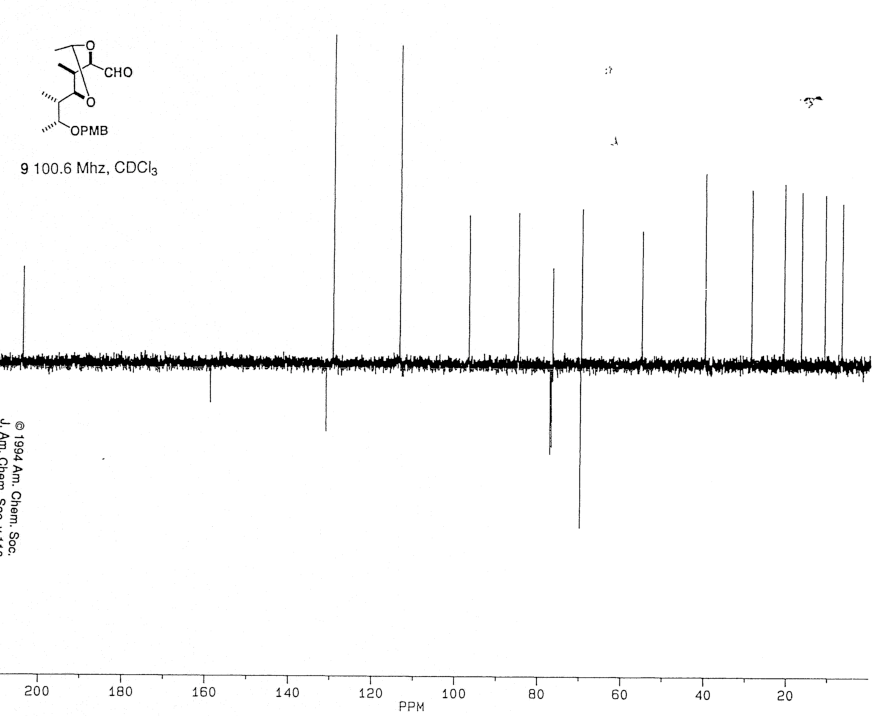 O
CHO
O
OPMB
9 100.6 Mhz, CDCl₃
© 1994 Am. Chem. Soc.
J. Am. Chem. Soc.
200 180 160 140 120 100 80 60 40 20
PPM